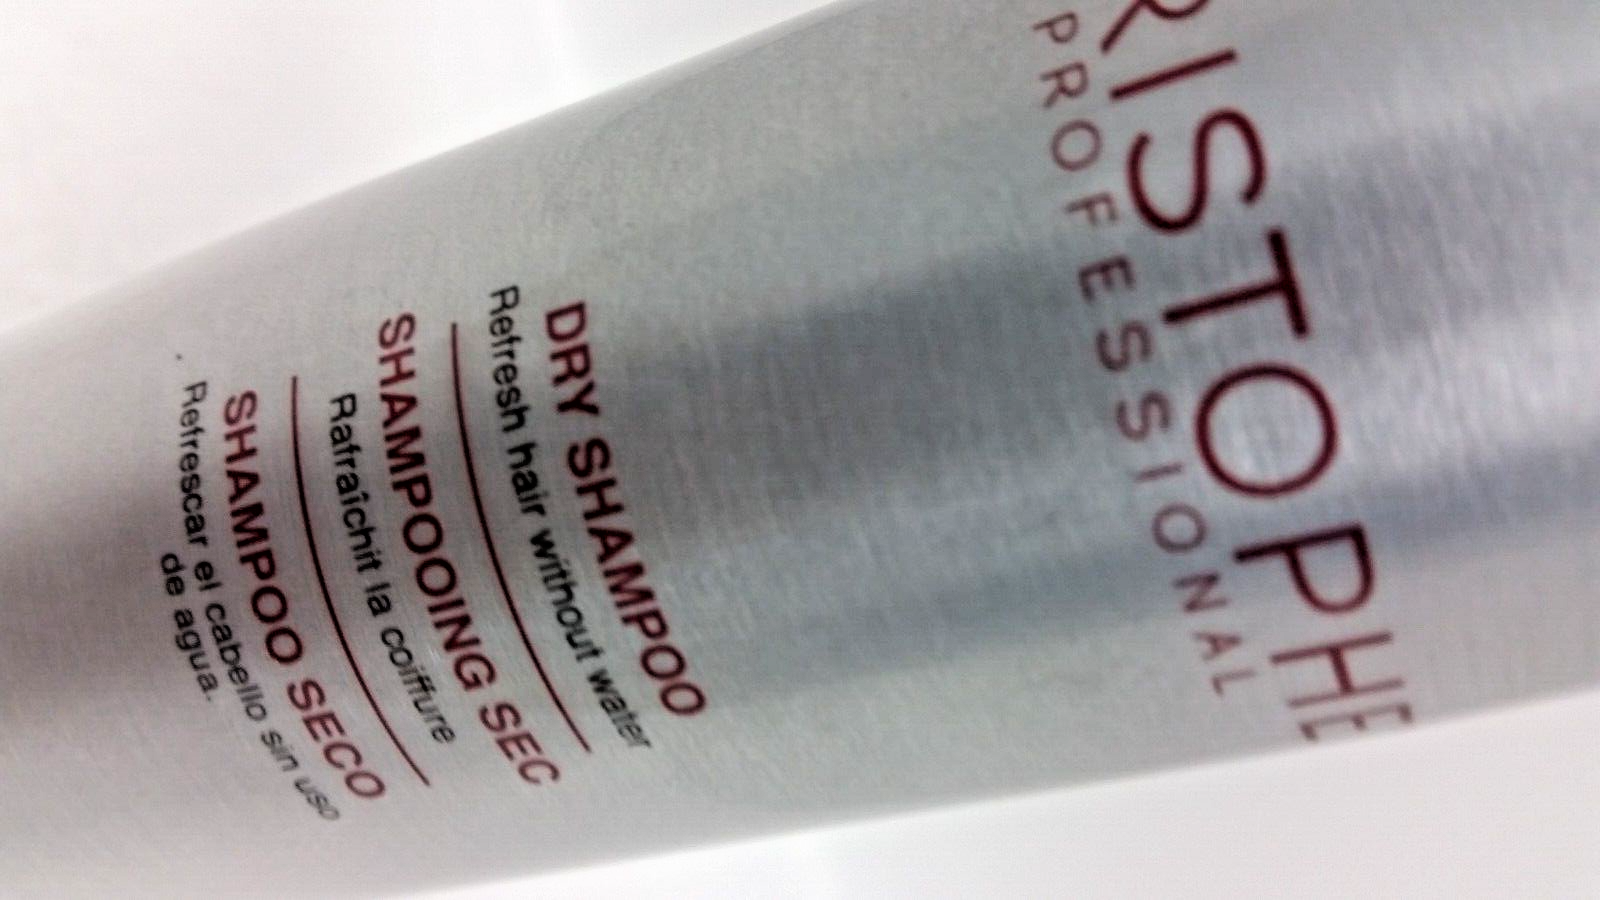 RISTOPHE
PROFESSIONAL
DRY SHAMPOO
Refresh hair without water
SHAMPOOING SEC
Rafraîchit la coiffure
SHAMPOO SECO
Refrescar el cabello sin uso
de agua.